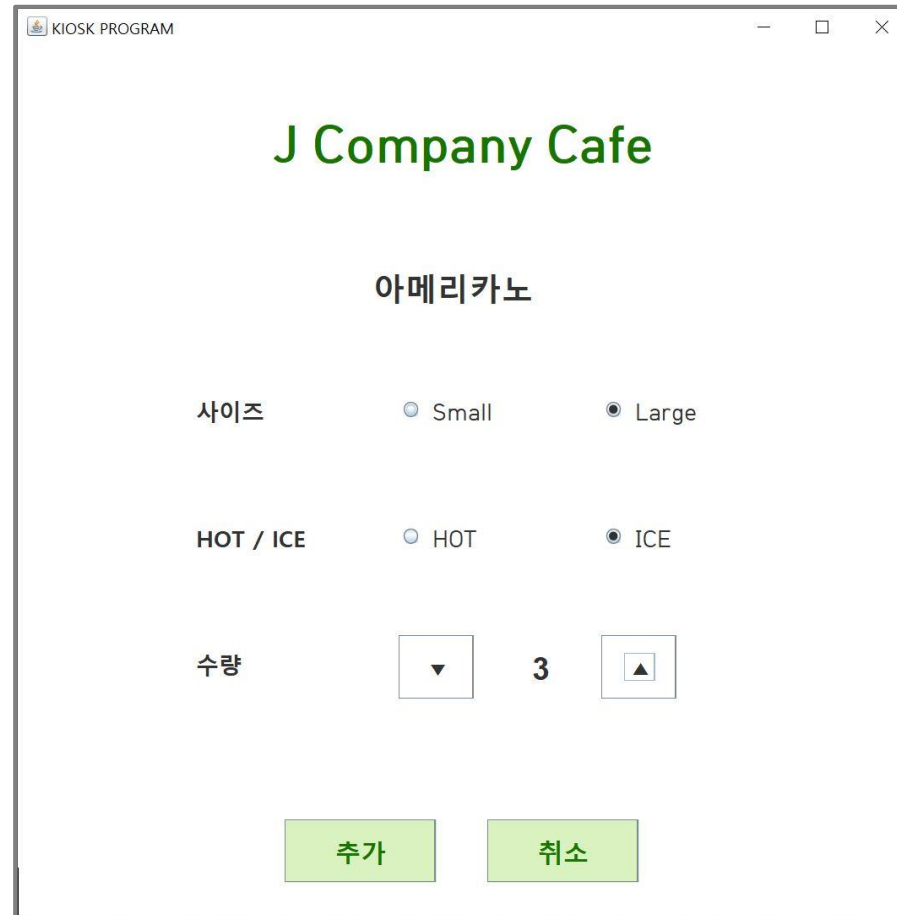 KIOSK PROGRAM
J Company Cafe
아메리카노
사이즈 Small Large
HOT / ICE HOT ICE
수량 ▼ 3 ▲
추가 취소